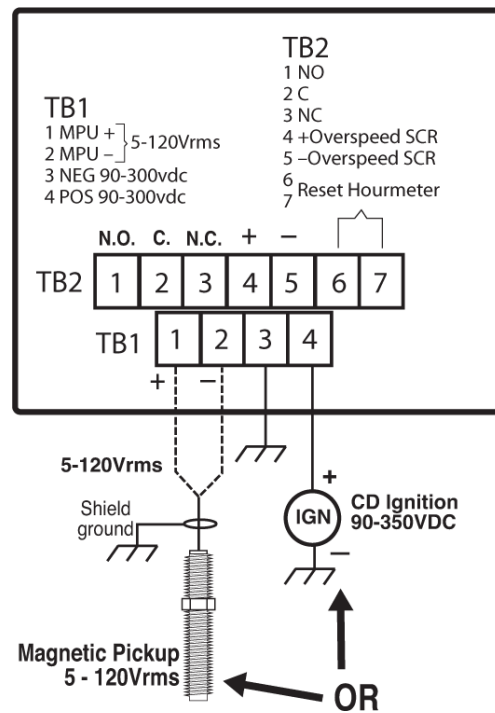 TB2
1 NO
2 C
3 NC
4 +Overspeed SCR
5 –Overspeed SCR
6
7 Reset Hourmeter
TB1
1 MPU +
2 MPU –
5-120Vrms
3 NEG 90-300vdc
4 POS 90-300vdc
N.O. C. N.C. + –
TB2 1 2 3 4 5 6 7
TB1 1 2 3 4
+ –
5-120Vrms
Shield
ground
+
IGN
–
CD Ignition
90-350VDC
Magnetic Pickup
5 - 120Vrms
OR